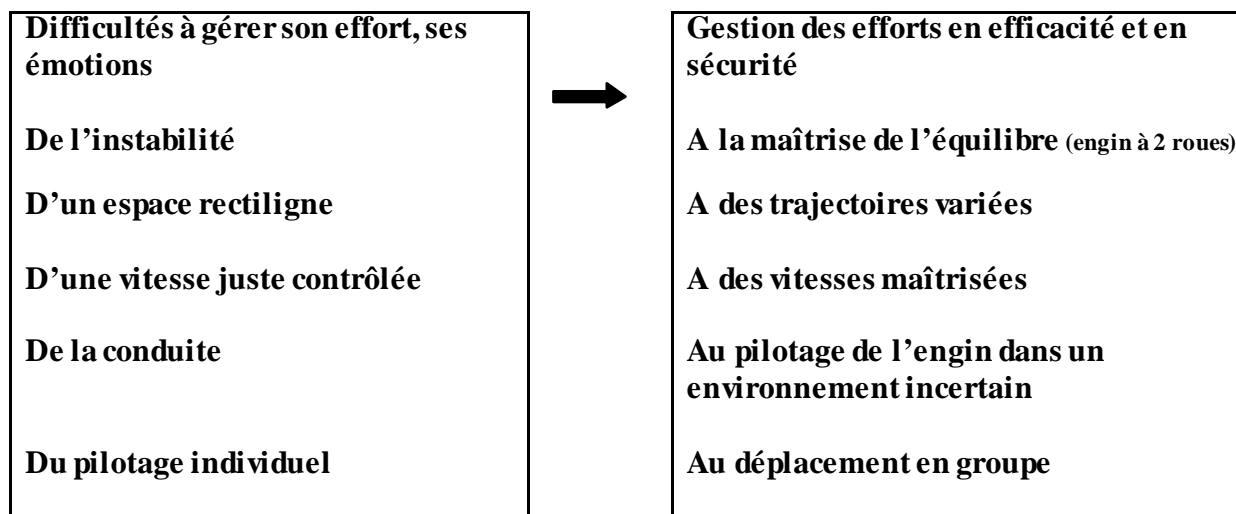 Difficultés à gérer son effort, ses
émotions
De l’instabilité
D’un espace rectiligne
D’une vitesse juste contrôlée
De la conduite
Du pilotage individuel
Gestion des efforts en efficacité et en
sécurité
A la maîtrise de l’équilibre (engin à 2 roues)
A des trajectoires variées
A des vitesses maîtrisées
Au pilotage de l’engin dans un
environnement incertain
Au déplacement en groupe